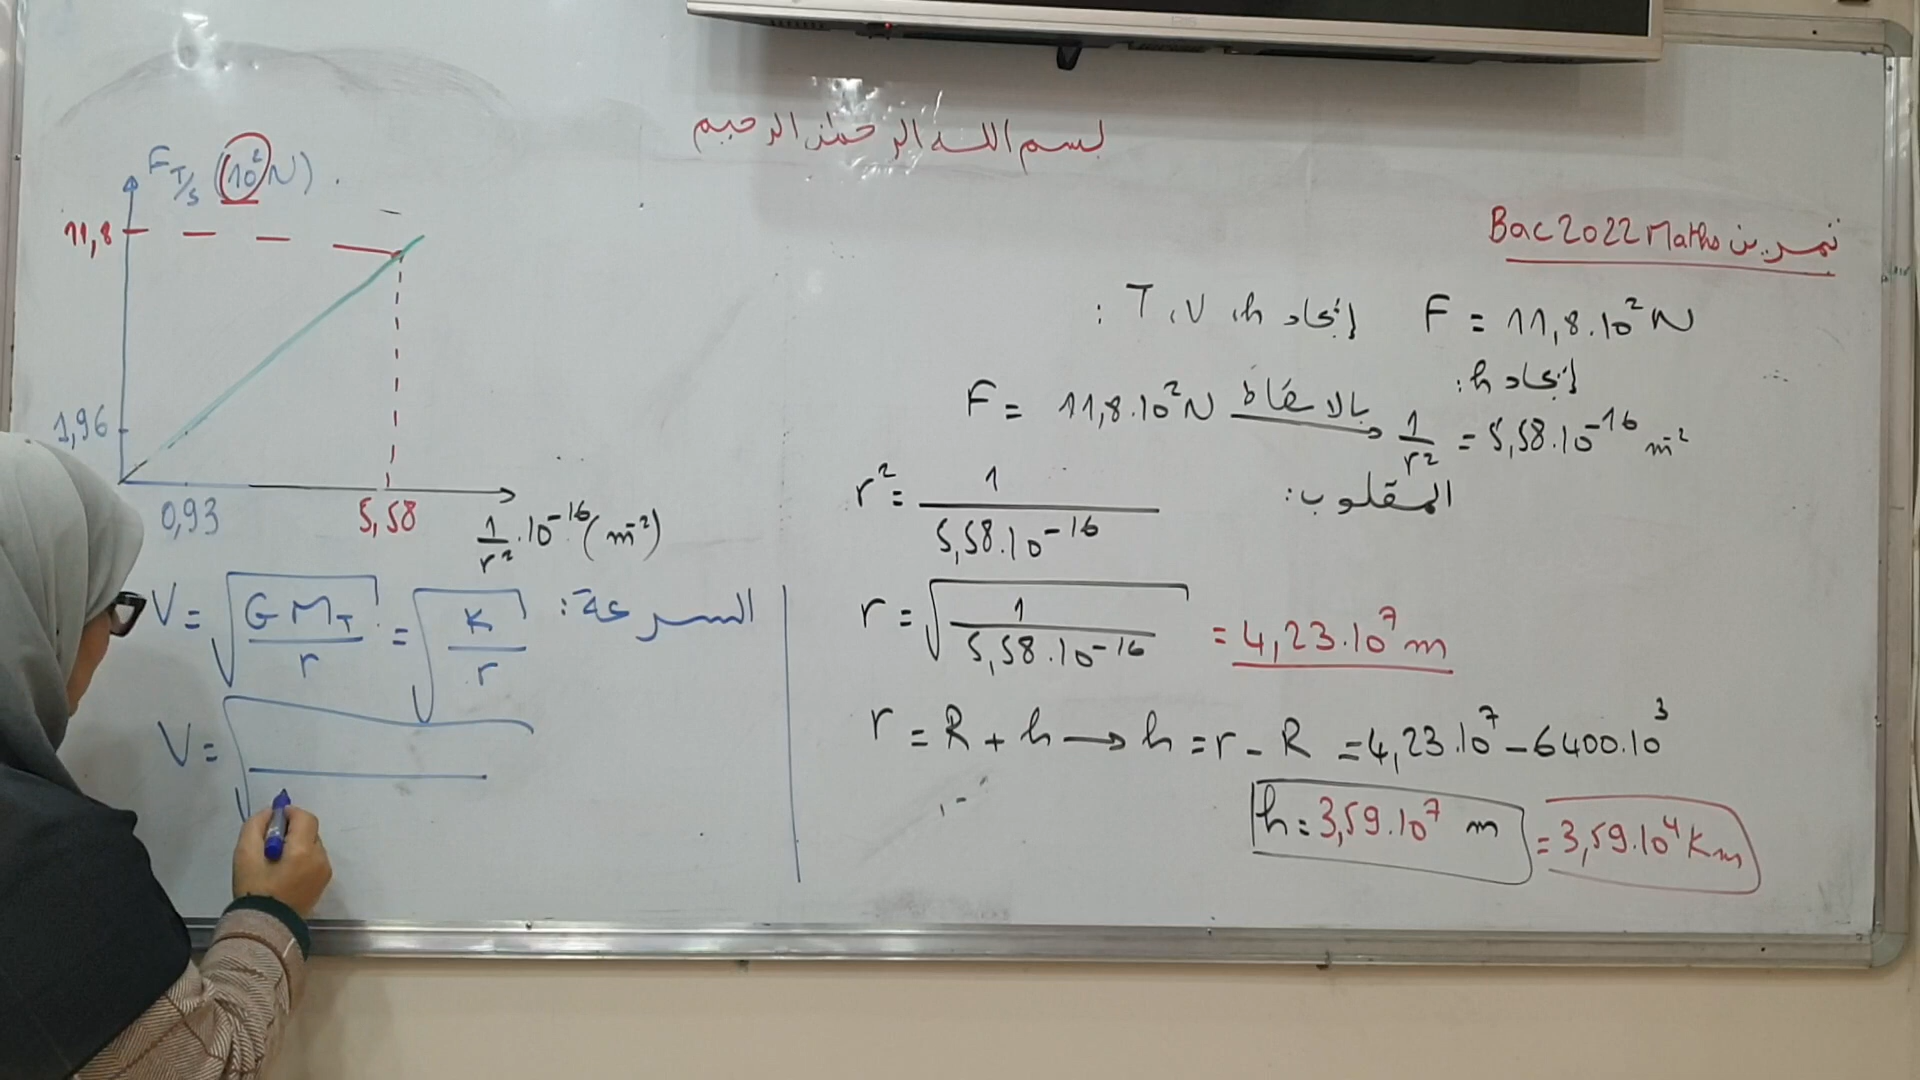 بسم الله الرحمن الرحيم
تمرين Bac 2022 Maths
F = 11,8.10² N
إيجاد h، V، T :
إيجاد h:
F = 11,8.10² N بالاسقاط → 1/r² = 5,58.10⁻¹⁶ m⁻²
المقلوب:
r² = 1/5,58.10⁻¹⁶
r = √(1/5,58.10⁻¹⁶) = 4,23.10⁷ m
r = R + h → h = r - R = 4,23.10⁷ - 6400.10³
h = 3,59.10⁷ m = 3,59.10⁴ Km
F T/S (10² N)
11,8
1,96
0,93
5,58
1/r² .10⁻¹⁶ (m⁻²)
السرعة: V = √(G M_T / r) = √(K / r)
V = √